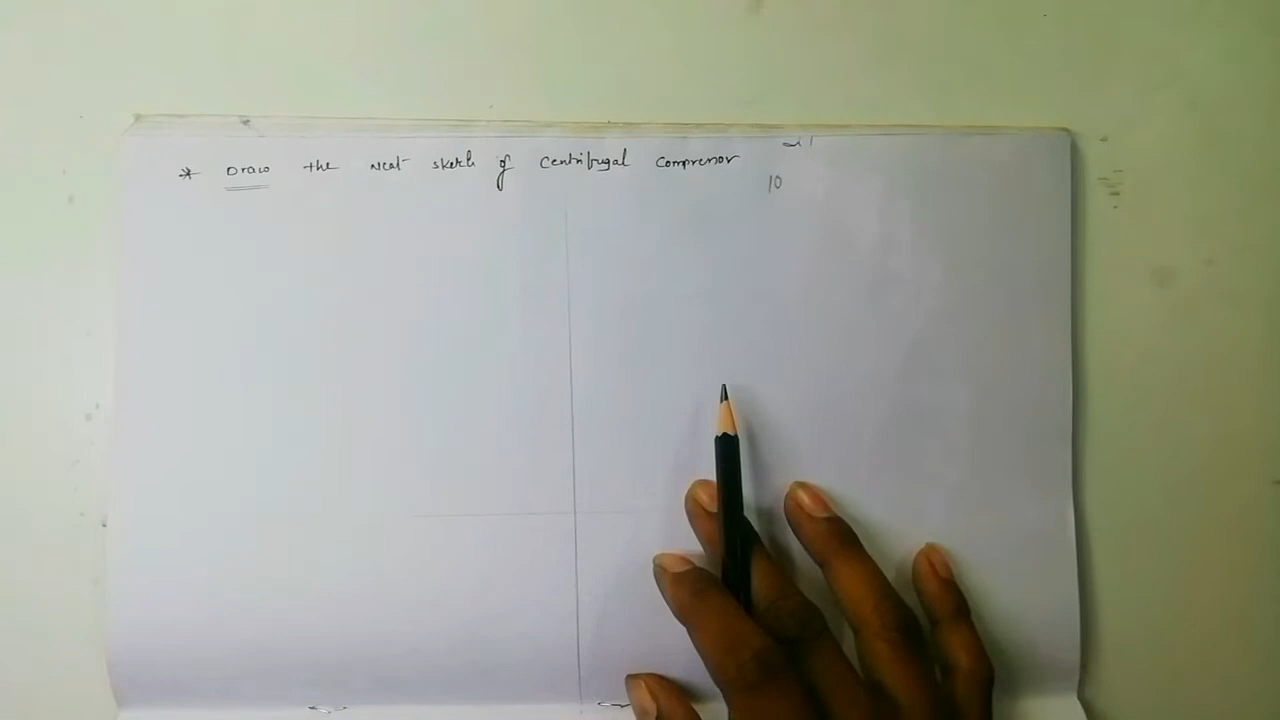 * Draw the Neat sketch of Centrifugal Compressor
10